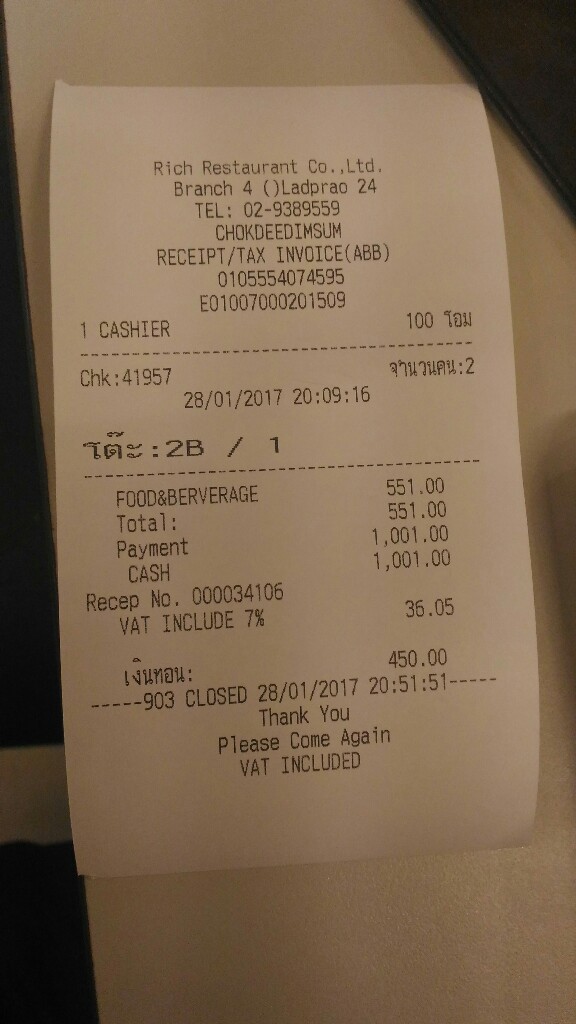 Rich Restaurant Co.,Ltd.
Branch 4 ()Ladprao 24
TEL: 02-9389559
CHOKDEEDIMSUM
RECEIPT/TAX INVOICE(ABB)
0105554074595
E01007000201509
1 CASHIER 100 โอม
Chk:41957 จำนวนคน:2
28/01/2017 20:09:16
โต๊ะ:2B / 1
FOOD&BERVERAGE 551.00
Total: 551.00
Payment 1,001.00
CASH 1,001.00
Recep No. 000034106
VAT INCLUDE 7% 36.05
เงินทอน: 450.00
-----903 CLOSED 28/01/2017 20:51:51-----
Thank You
Please Come Again
VAT INCLUDED